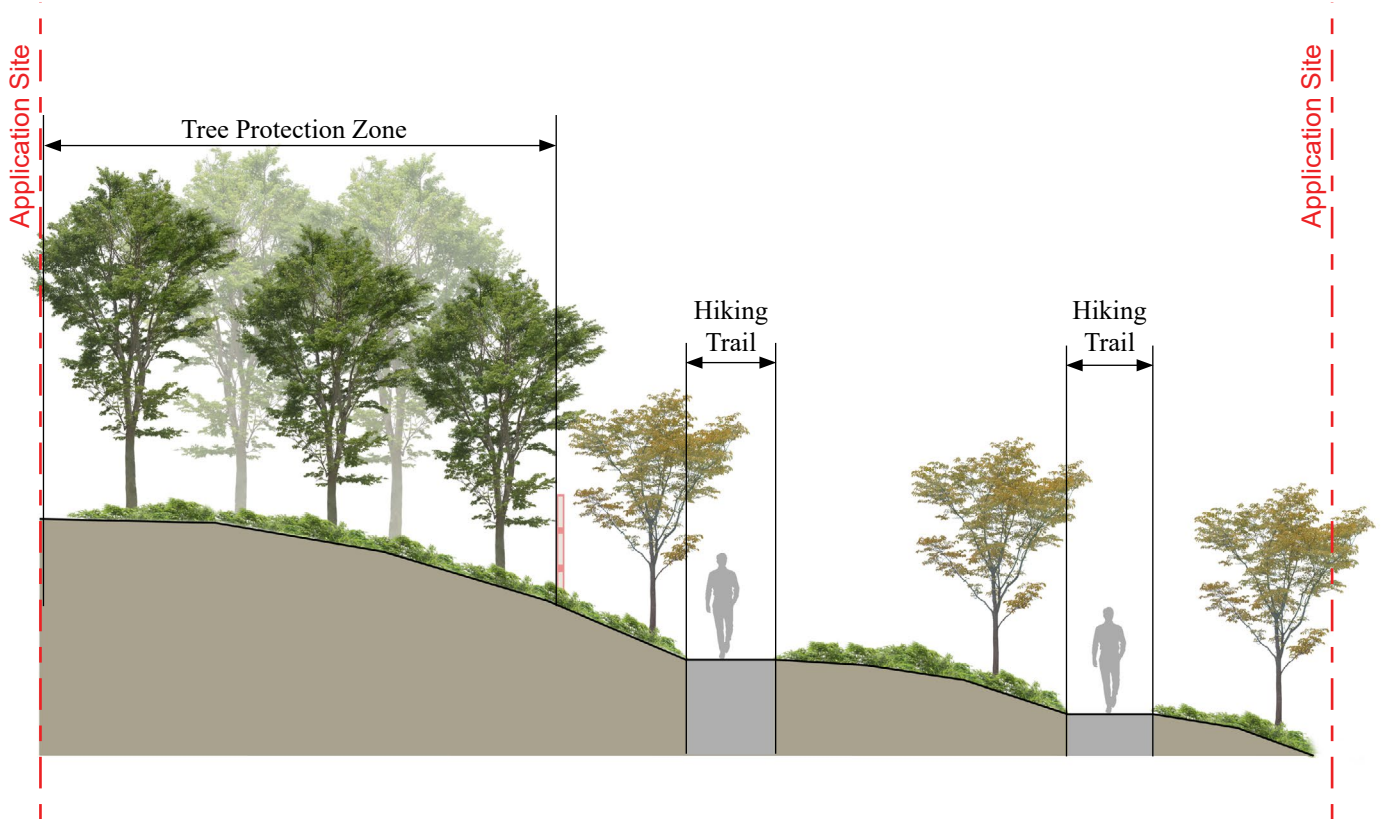 Application Site
Tree Protection Zone
Hiking
Trail
Hiking
Trail
Application Site